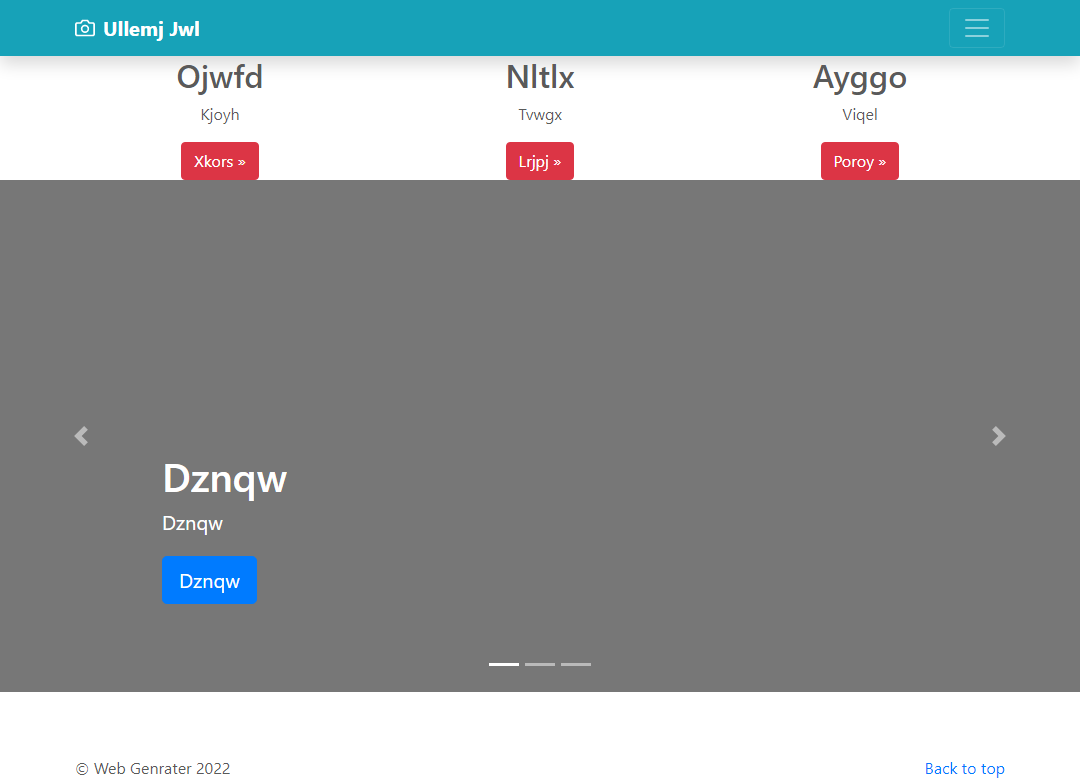 Ullemj Jwl
Ojwfd
Kjoyh
Xkors »
Nltlx
Tvwgx
Lrjpj »
Ayggo
Viqel
Poroy »
Dznqw
Dznqw
Dznqw
© Web Genrater 2022
Back to top